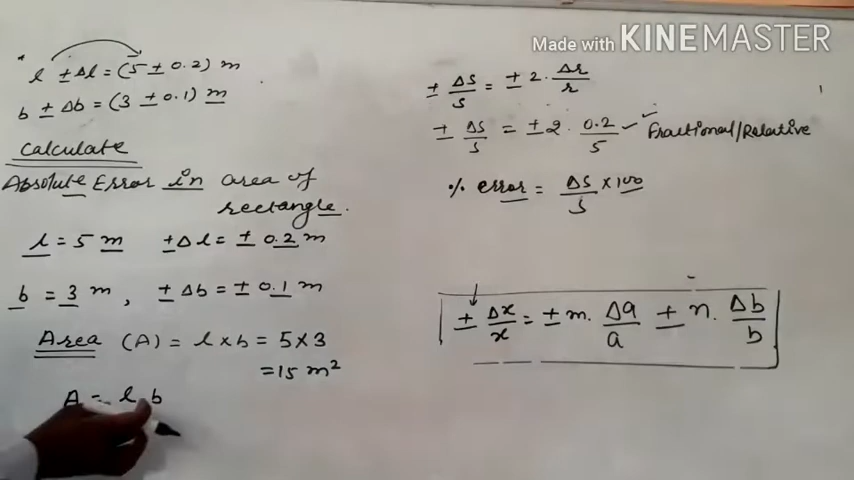 Made with KINEMASTER
l ± Δl = (5 ± 0.2) m
b ± Δb = (3 ± 0.1) m
Calculate
Absolute Error in area of
rectangle.
l = 5 m ± Δl = ± 0.2 m
b = 3 m , ± Δb = ± 0.1 m
Area (A) = l × b = 5 × 3
= 15 m²
A = l b
± Δs/s = ± 2 · Δr/r
± Δs/s = ± 2 · 0.2/5 Fractional/Relative
% error = Δs/s × 100
± Δx/x = ± m · Δa/a ± n · Δb/b